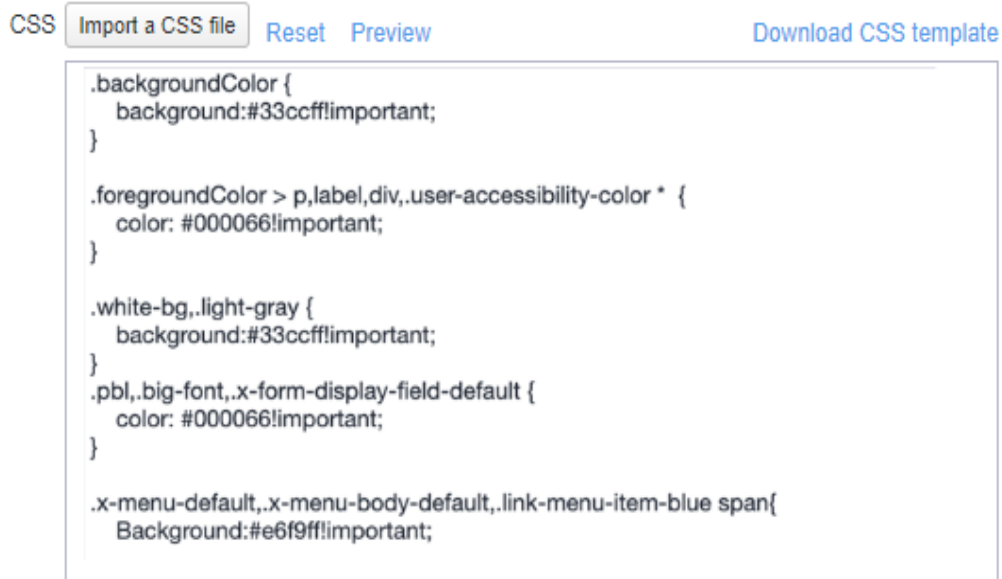 CSS Import a CSS file Reset Preview Download CSS template
.backgroundColor {
background:#33ccff!important;
}
.foregroundColor > p,label,div,.user-accessibility-color * {
color: #000066!important;
}
.white-bg,.light-gray {
background:#33ccff!important;
}
.pbl,.big-font,.x-form-display-field-default {
color: #000066!important;
}
.x-menu-default,.x-menu-body-default,.link-menu-item-blue span{
Background:#e6f9ff!important;